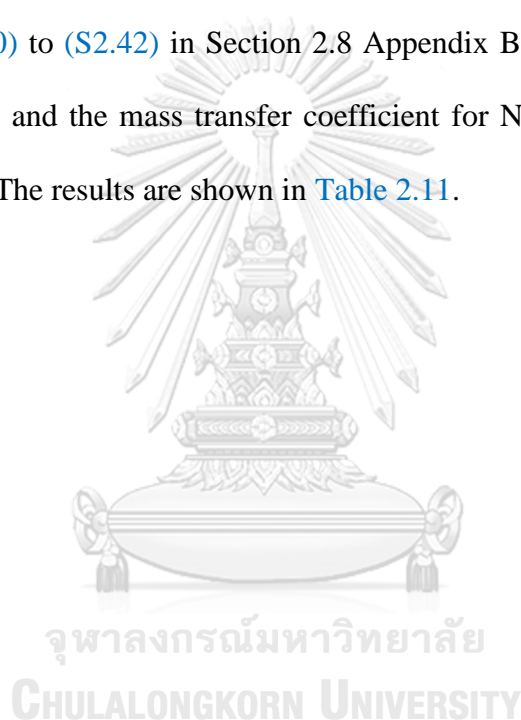 0) to (S2.42) in Section 2.8 Appendix B
and the mass transfer coefficient for N
The results are shown in Table 2.11.
จุฬาลงกรณ์มหาวิทยาลัย
CHULALONGKORN UNIVERSITY